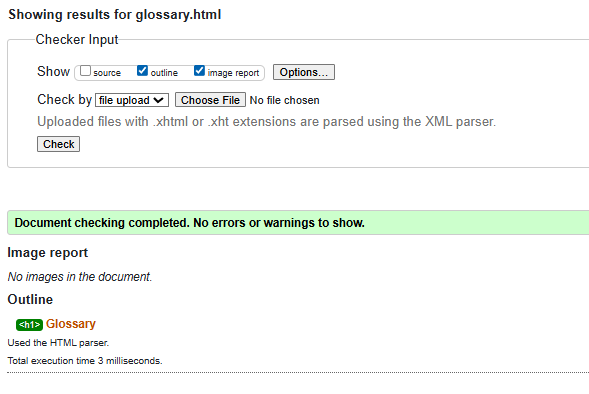 Showing results for glossary.html
Checker Input
Show source outline image report Options...
Check by file upload Choose File No file chosen
Uploaded files with .xhtml or .xht extensions are parsed using the XML parser.
Check
Document checking completed. No errors or warnings to show.
Image report
No images in the document.
Outline
<h1> Glossary
Used the HTML parser.
Total execution time 3 milliseconds.